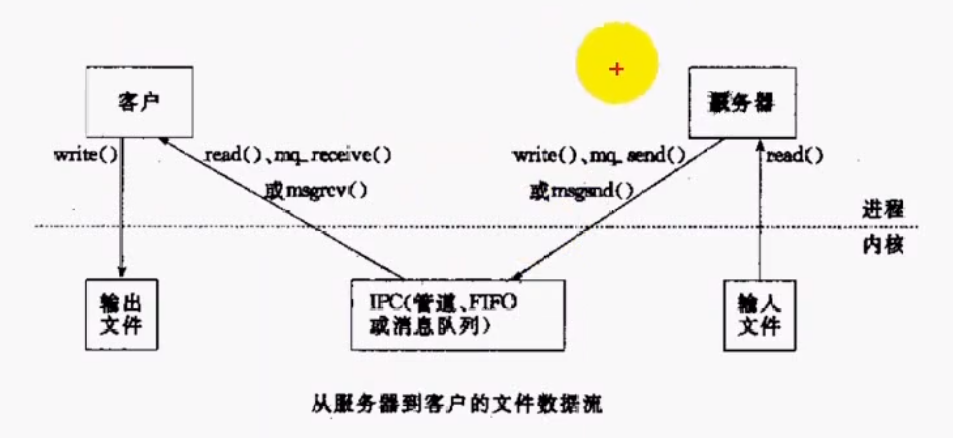 客户
服务器
write()
read()、mq_receive()
或msgrcv()
write()、mq_send()
或msgsnd()
read()
进程
内核
输出
文件
IPC(管道、FIFO
或消息队列)
输入
文件
从服务器到客户的文件数据流